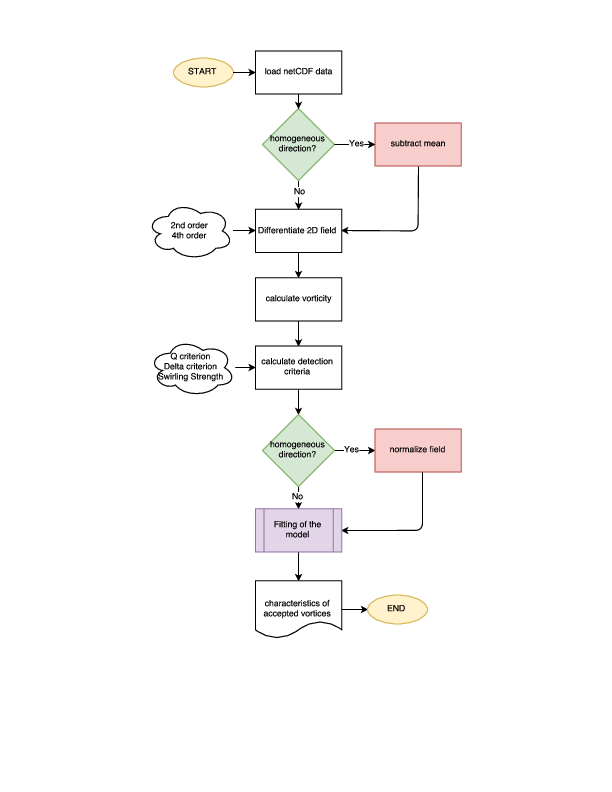 START
load netCDF data
homogeneous
direction?
Yes
subtract mean
No
2nd order
4th order
Differentiate 2D field
calculate vorticity
Q criterion
Delta criterion
Swirling Strength
calculate detection
criteria
homogeneous
direction?
Yes
normalize field
No
Fitting of the
model
characteristics of
accepted vortices
END